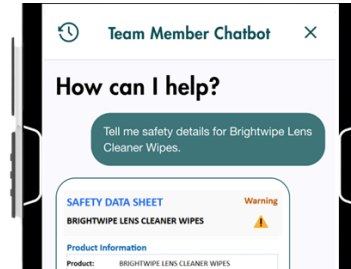 Team Member Chatbot
How can I help?
Tell me safety details for Brightwipe Lens
Cleaner Wipes.
SAFETY DATA SHEET Warning
BRIGHTWIPE LENS CLEANER WIPES
Product Information
Product: BRIGHTWIPE LENS CLEANER WIPES